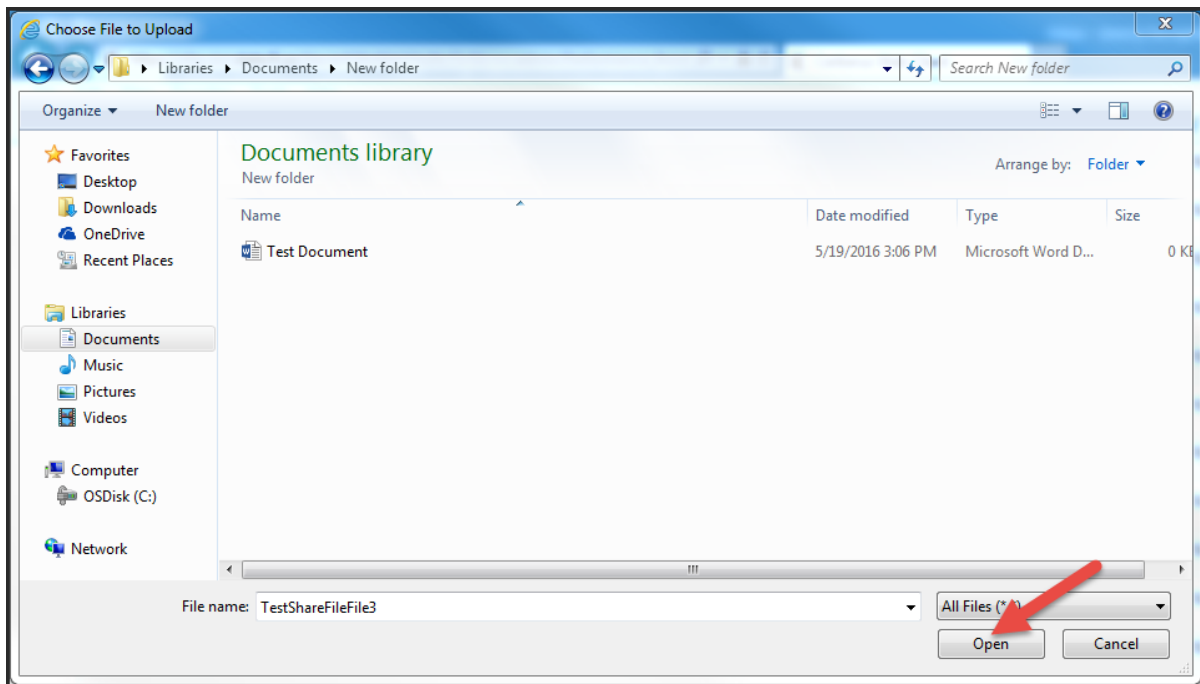 Choose File to Upload
Libraries Documents New folder
Search New folder
Organize New folder
Favorites
Desktop
Downloads
OneDrive
Recent Places
Libraries
Documents
Music
Pictures
Videos
Computer
OSDisk (C:)
Network
Documents library
New folder
Arrange by: Folder
Name Date modified Type Size
Test Document 5/19/2016 3:06 PM Microsoft Word D... 0 KB
File name: TestShareFileFile3
All Files (*.*)
Open Cancel